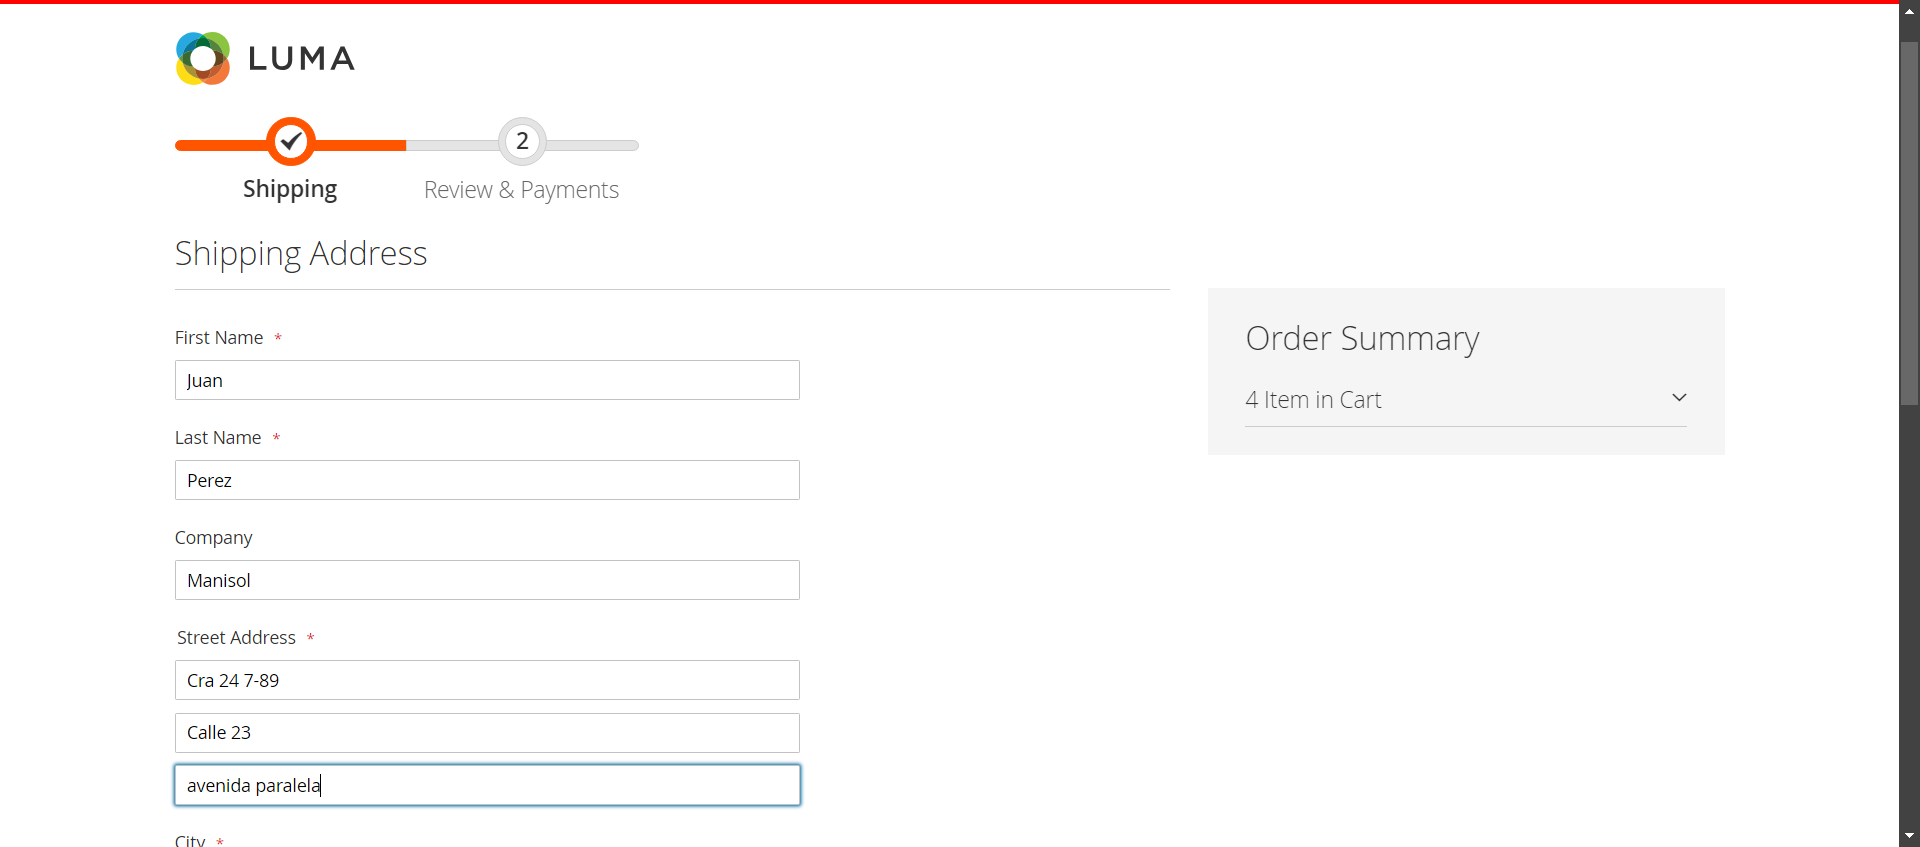 LUMA
2
Shipping
Review & Payments
Shipping Address
First Name *
Juan
Last Name *
Perez
Company
Manisol
Street Address *
Cra 24 7-89
Calle 23
avenida paralela
City *
Order Summary
4 Item in Cart